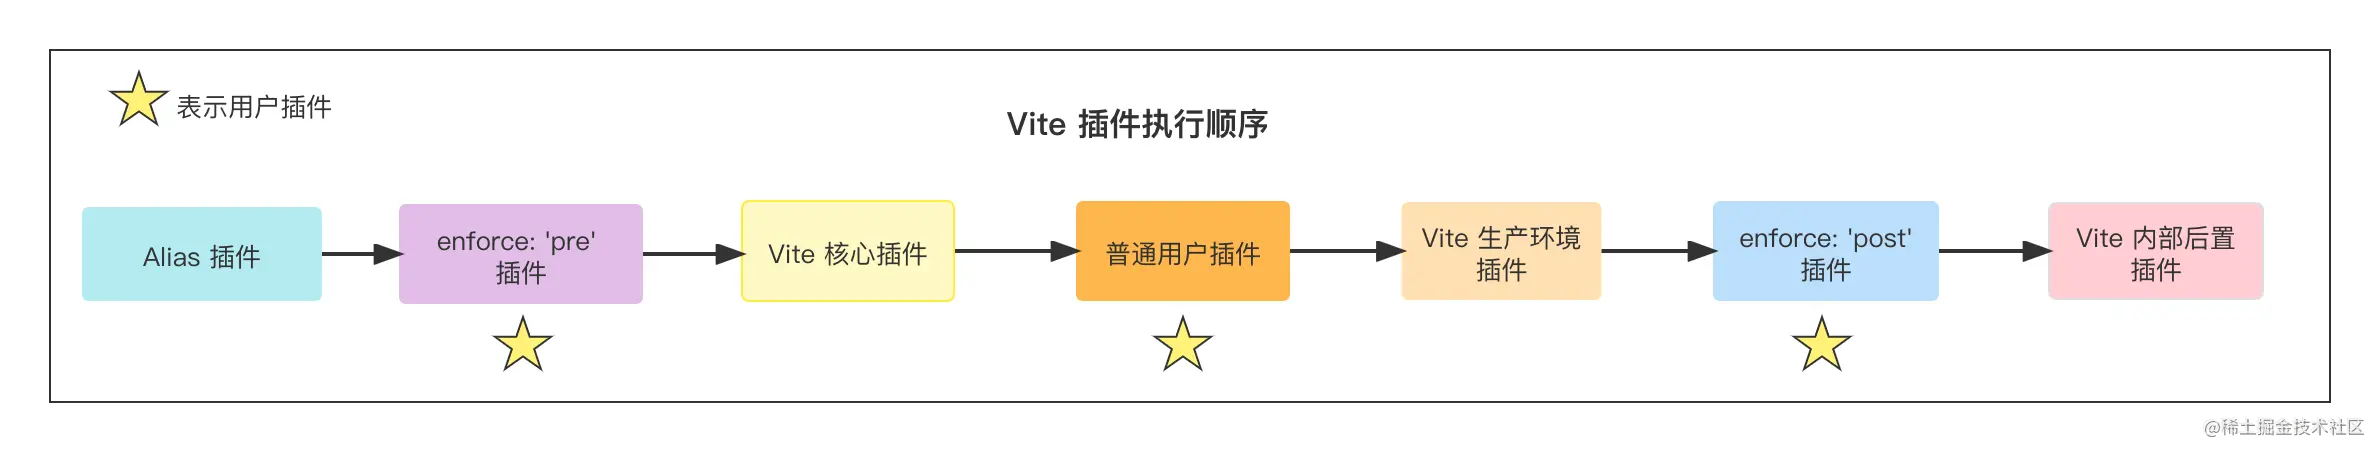 表示用户插件
Vite 插件执行顺序
Alias 插件
enforce: 'pre'
插件
Vite 核心插件
普通用户插件
Vite 生产环境
插件
enforce: 'post'
插件
Vite 内部后置
插件
@稀土掘金技术社区